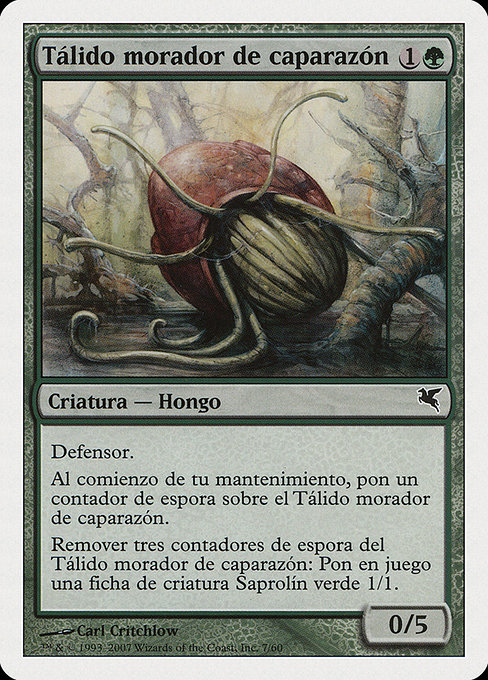 Tálido morador de caparazón 1
Criatura — Hongo
Defensor.
Al comienzo de tu mantenimiento, pon un
contador de espora sobre el Tálido morador
de caparazón.
Remover tres contadores de espora del
Tálido morador de caparazón: Pon en juego
una ficha de criatura Saprolín verde 1/1.
0/5
Carl Critchlow
™ & © 1993–2007 Wizards of the Coast, Inc. 7/60